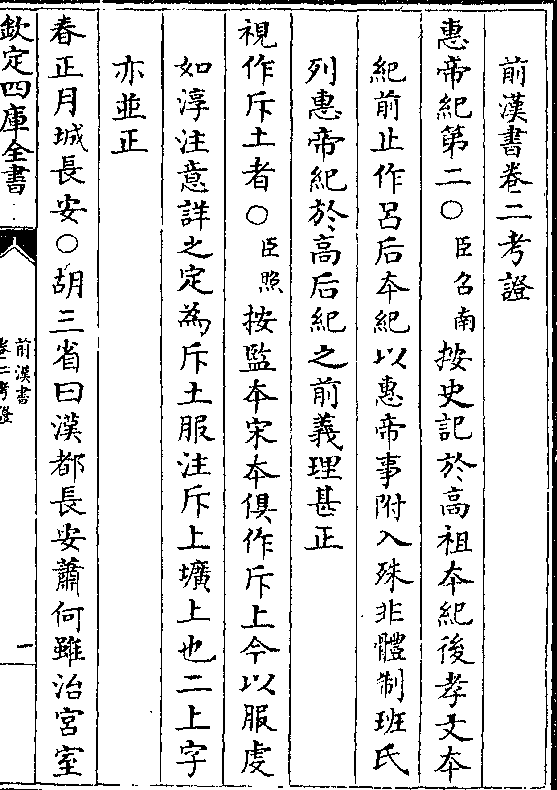 前漢書卷二考證
惠帝紀第二○臣召南按史記於高祖本紀後孝文本
紀前止作呂后本紀以惠帝事附入殊非體制班氏
列惠帝紀於高后紀之前義理甚正
視作斥土者○臣照按監本宋本俱作斥上今以服虔
如淳注意詳之定為斥土服注斥上壙上也二上字
亦並正
春正月城長安○胡三省曰漢都長安蕭何雖治宮室
欽定四庫全書
前漢書
卷二考證
一